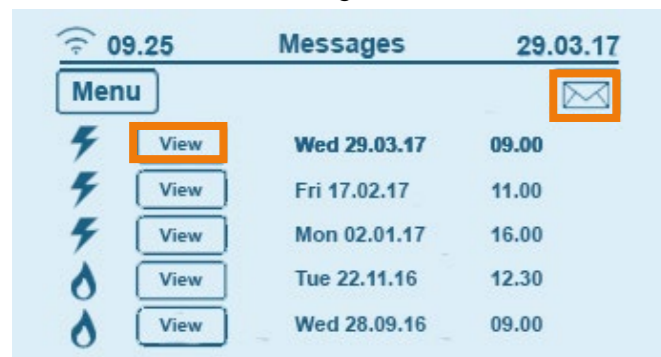 09.25 Messages 29.03.17
Menu
View Wed 29.03.17 09.00
View Fri 17.02.17 11.00
View Mon 02.01.17 16.00
View Tue 22.11.16 12.30
View Wed 28.09.16 09.00